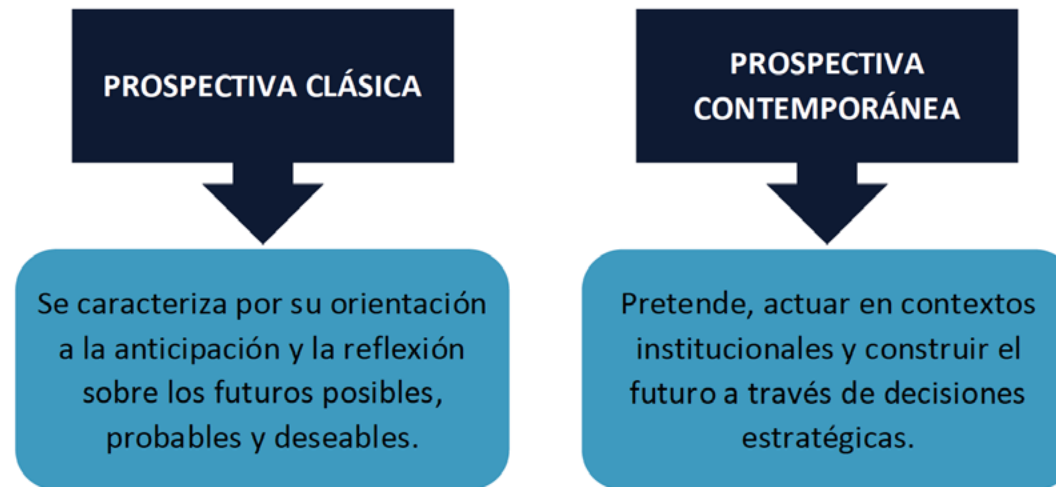 PROSPECTIVA CLÁSICA
Se caracteriza por su orientación
a la anticipación y la reflexión
sobre los futuros posibles,
probables y deseables.
PROSPECTIVA
CONTEMPORÁNEA
Pretende, actuar en contextos
institucionales y construir el
futuro a través de decisiones
estratégicas.